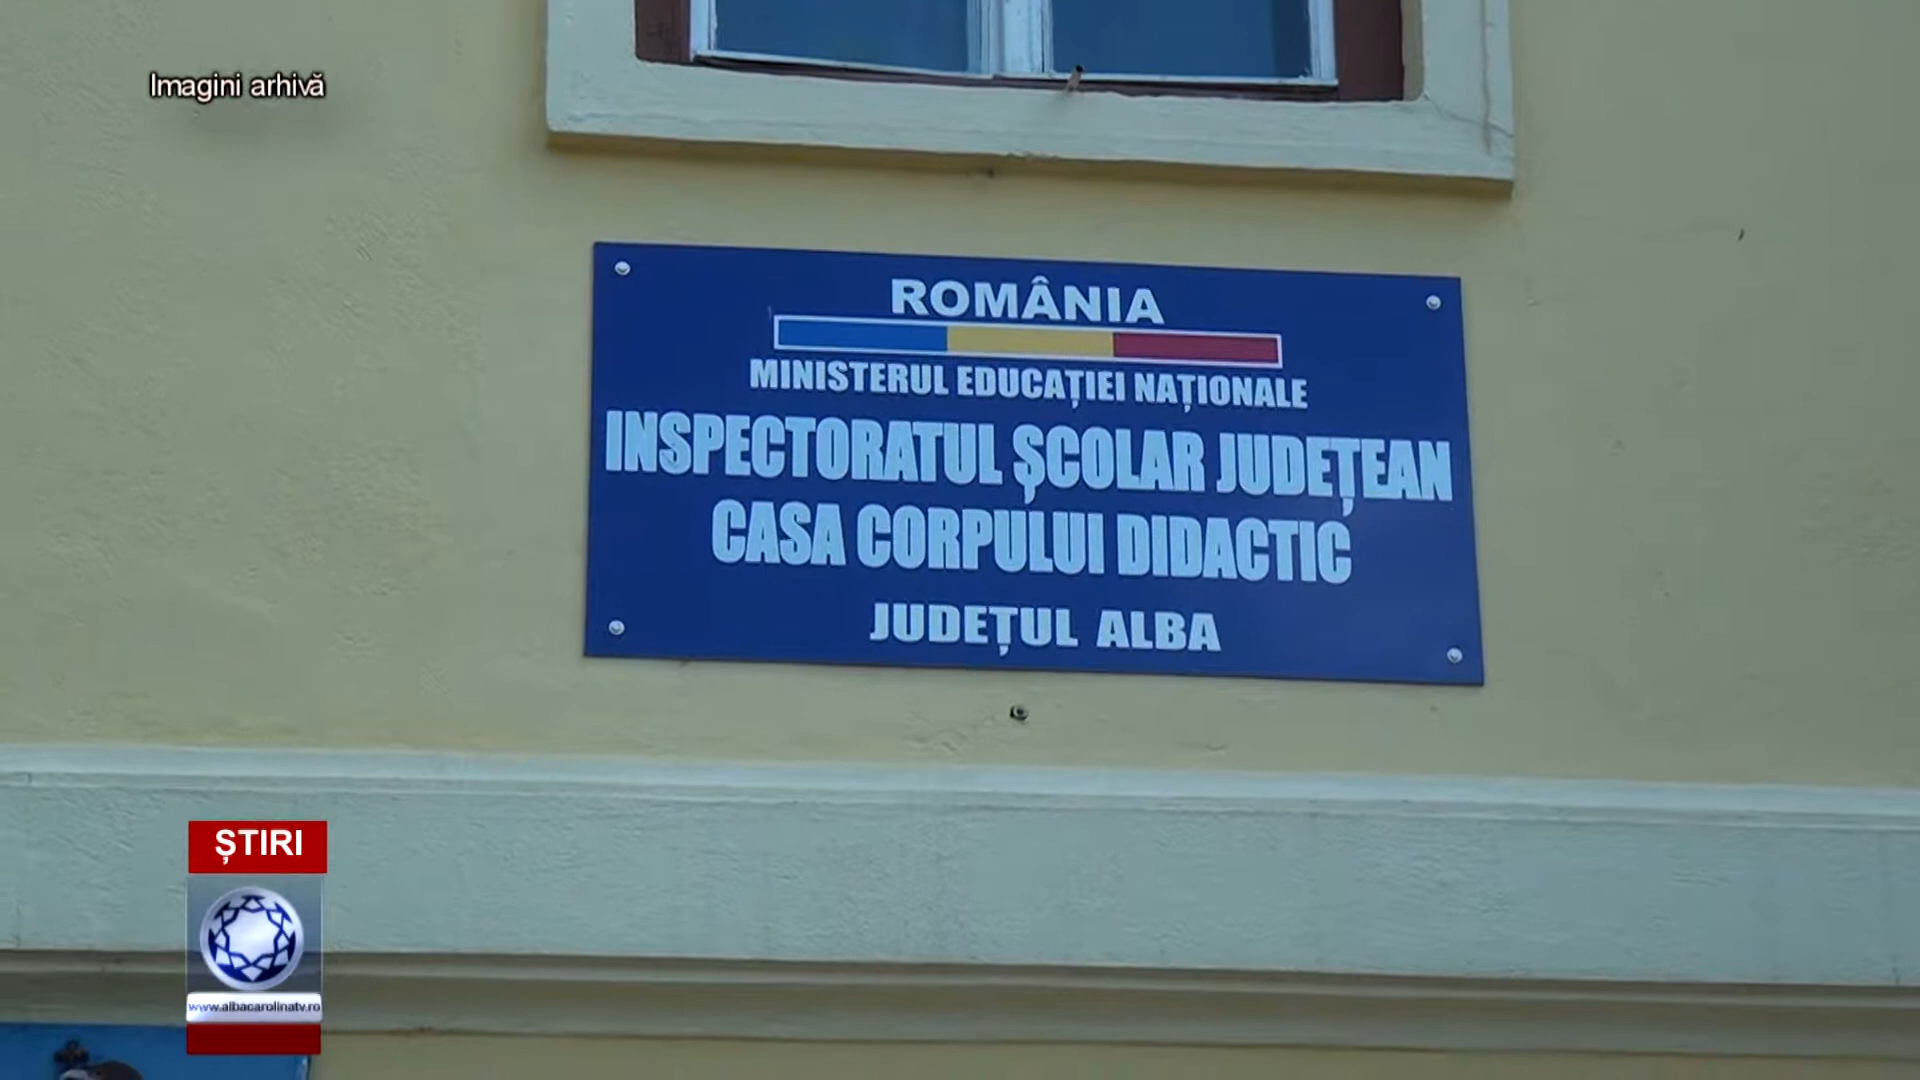 Imagini arhivă
ROMÂNIA
MINISTERUL EDUCAȚIEI NAȚIONALE
INSPECTORATUL ȘCOLAR JUDEȚEAN
CASA CORPULUI DIDACTIC
JUDEȚUL ALBA
ȘTIRI
www.albacarolinatv.ro